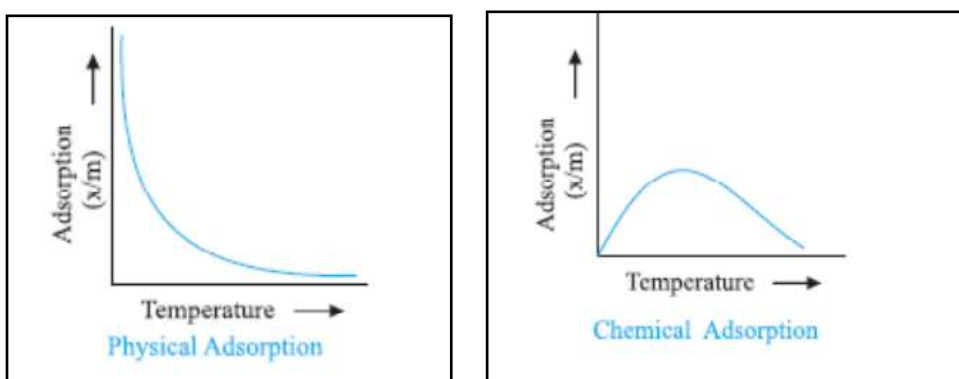 Adsorption
(x/m)
Temperature
Physical Adsorption
Adsorption
(x/m)
Temperature
Chemical Adsorption